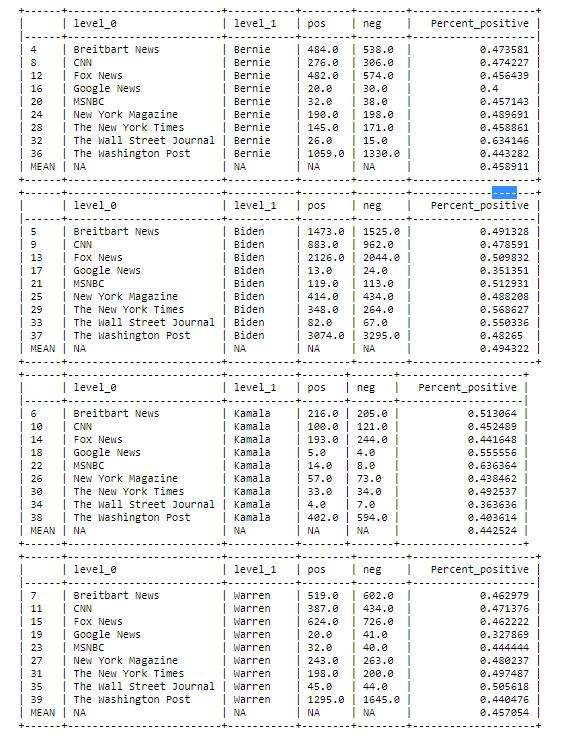 +------+-------------------------+-----------+--------+--------+--------------------+
|      | level_0                 | level_1   | pos    | neg    |   Percent_positive |
|------+-------------------------+-----------+--------+--------+--------------------|
| 4    | Breitbart News          | Bernie    | 484.0  | 538.0  |           0.473581 |
| 8    | CNN                     | Bernie    | 276.0  | 306.0  |           0.474227 |
| 12   | Fox News                | Bernie    | 482.0  | 574.0  |           0.456439 |
| 16   | Google News             | Bernie    | 20.0   | 30.0   |           0.4      |
| 20   | MSNBC                   | Bernie    | 32.0   | 38.0   |           0.457143 |
| 24   | New York Magazine       | Bernie    | 190.0  | 198.0  |           0.489691 |
| 28   | The New York Times      | Bernie    | 145.0  | 171.0  |           0.458861 |
| 32   | The Wall Street Journal | Bernie    | 26.0   | 15.0   |           0.634146 |
| 36   | The Washington Post     | Bernie    | 1059.0 | 1330.0 |           0.443282 |
| MEAN | NA                      | NA        | NA     | NA     |           0.458911 |
+------+-------------------------+-----------+--------+--------+--------------------+
+------+-------------------------+-----------+--------+--------+--------------------+
|      | level_0                 | level_1   | pos    | neg    |   Percent_positive |
|------+-------------------------+-----------+--------+--------+--------------------|
| 5    | Breitbart News          | Biden     | 1473.0 | 1525.0 |           0.491328 |
| 9    | CNN                     | Biden     | 883.0  | 962.0  |           0.478591 |
| 13   | Fox News                | Biden     | 2126.0 | 2044.0 |           0.509832 |
| 17   | Google News             | Biden     | 13.0   | 24.0   |           0.351351 |
| 21   | MSNBC                   | Biden     | 119.0  | 113.0  |           0.512931 |
| 25   | New York Magazine       | Biden     | 414.0  | 434.0  |           0.488208 |
| 29   | The New York Times      | Biden     | 348.0  | 264.0  |           0.568627 |
| 33   | The Wall Street Journal | Biden     | 82.0   | 67.0   |           0.550336 |
| 37   | The Washington Post     | Biden     | 3074.0 | 3295.0 |           0.48265  |
| MEAN | NA                      | NA        | NA     | NA     |           0.494322 |
+------+-------------------------+-----------+--------+--------+--------------------+
+------+-------------------------+-----------+-------+-------+--------------------+
|      | level_0                 | level_1   | pos   | neg   |   Percent_positive |
|------+-------------------------+-----------+-------+-------+--------------------|
| 6    | Breitbart News          | Kamala    | 216.0 | 205.0 |           0.513064 |
| 10   | CNN                     | Kamala    | 100.0 | 121.0 |           0.452489 |
| 14   | Fox News                | Kamala    | 193.0 | 244.0 |           0.441648 |
| 18   | Google News             | Kamala    | 5.0   | 4.0   |           0.555556 |
| 22   | MSNBC                   | Kamala    | 14.0  | 8.0   |           0.636364 |
| 26   | New York Magazine       | Kamala    | 57.0  | 73.0  |           0.438462 |
| 30   | The New York Times      | Kamala    | 33.0  | 34.0  |           0.492537 |
| 34   | The Wall Street Journal | Kamala    | 4.0   | 7.0   |           0.363636 |
| 38   | The Washington Post     | Kamala    | 402.0 | 594.0 |           0.403614 |
| MEAN | NA                      | NA        | NA    | NA    |           0.442524 |
+------+-------------------------+-----------+-------+-------+--------------------+
+------+-------------------------+-----------+--------+--------+--------------------+
|      | level_0                 | level_1   | pos    | neg    |   Percent_positive |
|------+-------------------------+-----------+--------+--------+--------------------|
| 7    | Breitbart News          | Warren    | 519.0  | 602.0  |           0.462979 |
| 11   | CNN                     | Warren    | 387.0  | 434.0  |           0.471376 |
| 15   | Fox News                | Warren    | 624.0  | 726.0  |           0.462222 |
| 19   | Google News             | Warren    | 20.0   | 41.0   |           0.327869 |
| 23   | MSNBC                   | Warren    | 32.0   | 40.0   |           0.444444 |
| 27   | New York Magazine       | Warren    | 243.0  | 263.0  |           0.480237 |
| 31   | The New York Times      | Warren    | 198.0  | 200.0  |           0.497487 |
| 35   | The Wall Street Journal | Warren    | 45.0   | 44.0   |           0.505618 |
| 39   | The Washington Post     | Warren    | 1295.0 | 1645.0 |           0.440476 |
| MEAN | NA                      | NA        | NA     | NA     |           0.457054 |
+------+-------------------------+-----------+--------+--------+--------------------+